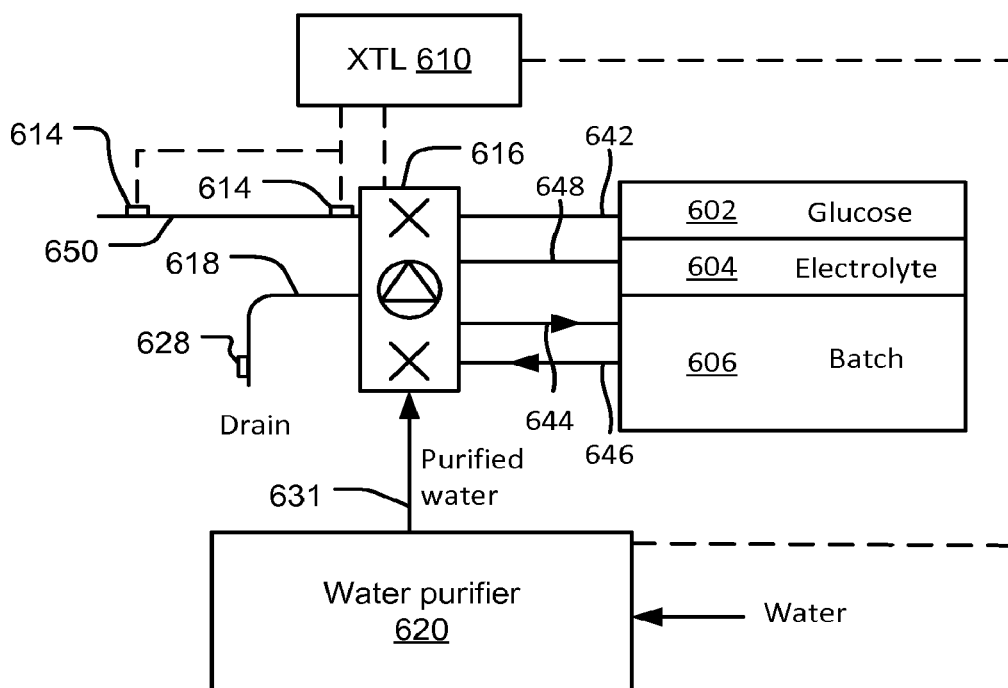 XTL 610
614
616
642
614
648
602 Glucose
650
618
604 Electrolyte
628
606 Batch
Drain
644
646
Purified
water
631
Water purifier
620
Water